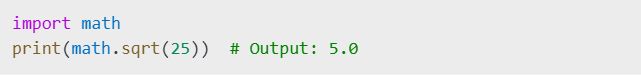 import math
print(math.sqrt(25))  # Output: 5.0